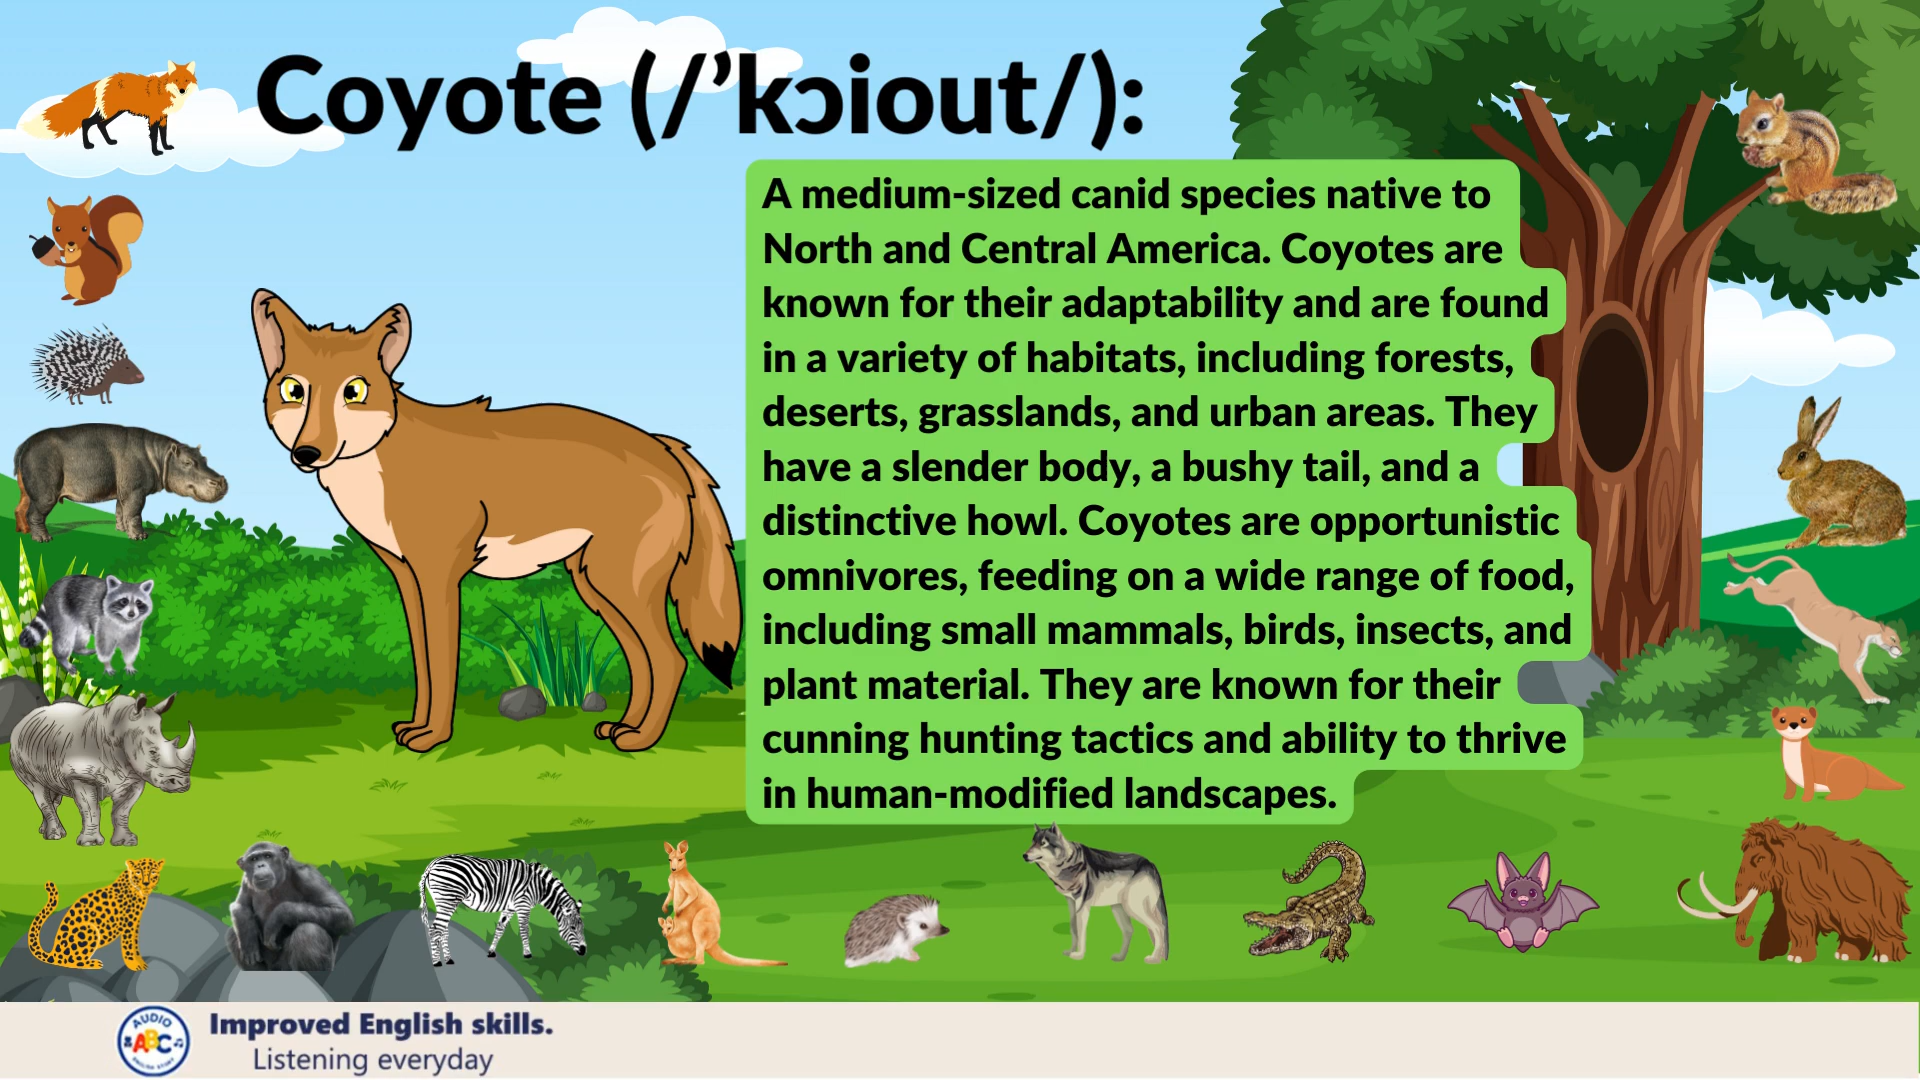 Coyote (/’kɔiout/):
A medium-sized canid species native to
North and Central America. Coyotes are
known for their adaptability and are found
in a variety of habitats, including forests,
deserts, grasslands, and urban areas. They
have a slender body, a bushy tail, and a
distinctive howl. Coyotes are opportunistic
omnivores, feeding on a wide range of food,
including small mammals, birds, insects, and
plant material. They are known for their
cunning hunting tactics and ability to thrive
in human-modified landscapes.
AUDIO
ABC
ENGLISH STORY
Improved English skills.
Listening everyday